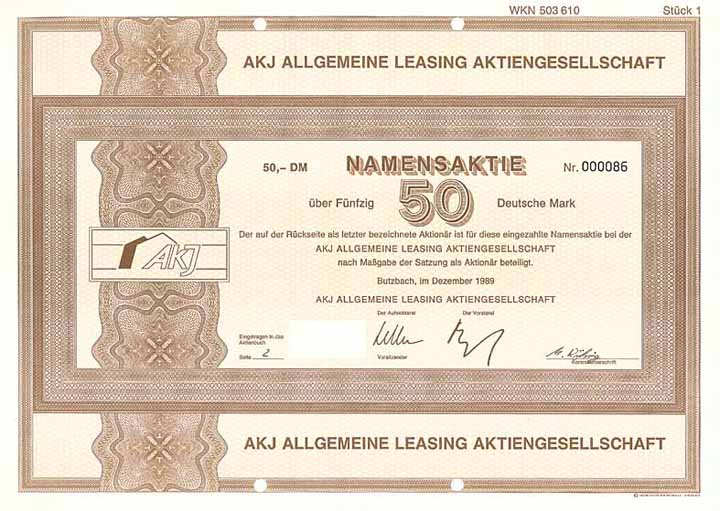 WKN 503 610 Stück 1
AKJ ALLGEMEINE LEASING AKTIENGESELLSCHAFT
50,– DM NAMENSAKTIE Nr. 000086
über Fünfzig 50 Deutsche Mark
Der auf der Rückseite als letzter bezeichnete Aktionär ist für diese eingezahlte Namensaktie bei der
AKJ ALLGEMEINE LEASING AKTIENGESELLSCHAFT
nach Maßgabe der Satzung als Aktionär beteiligt.
AKJ
Butzbach, im Dezember 1989
AKJ ALLGEMEINE LEASING AKTIENGESELLSCHAFT
Der Aufsichtsrat Der Vorstand
Eingetragen in das
Aktienbuch
Seite 2 Vorsitzender Kontrollunterschrift
AKJ ALLGEMEINE LEASING AKTIENGESELLSCHAFT